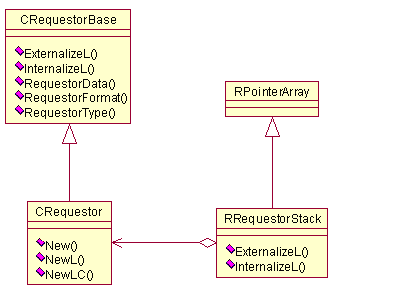 CRequestorBase
ExternalizeL()
InternalizeL()
RequestorData()
RequestorFormat()
RequestorType()
RPointerArray
CRequestor
New()
NewL()
NewLC()
RRequestorStack
ExternalizeL()
InternalizeL()